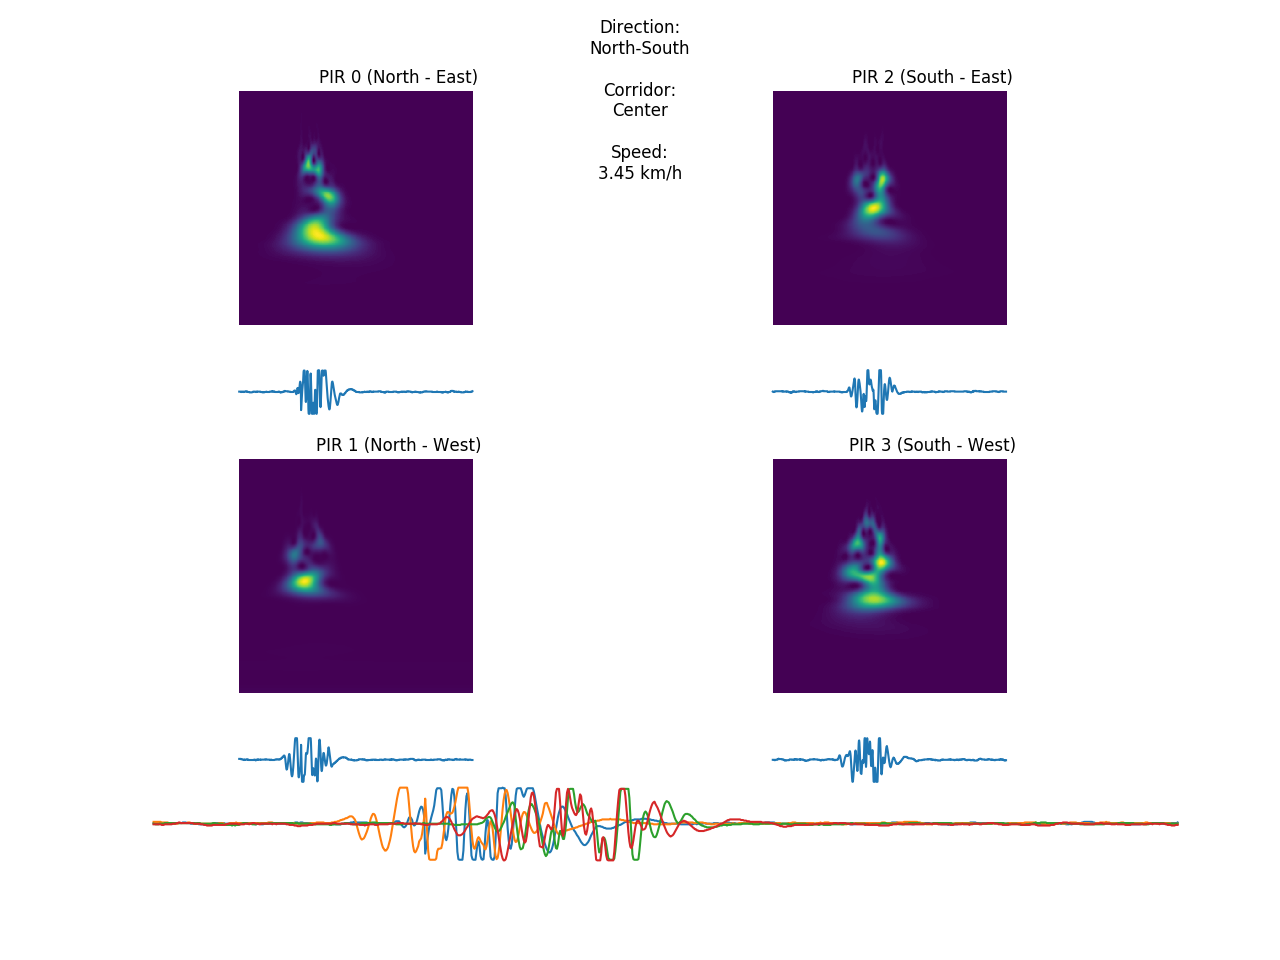 Direction:
North-South
Corridor:
Center
Speed:
3.45 km/h
PIR 0 (North - East)
PIR 2 (South - East)
PIR 1 (North - West)
PIR 3 (South - West)